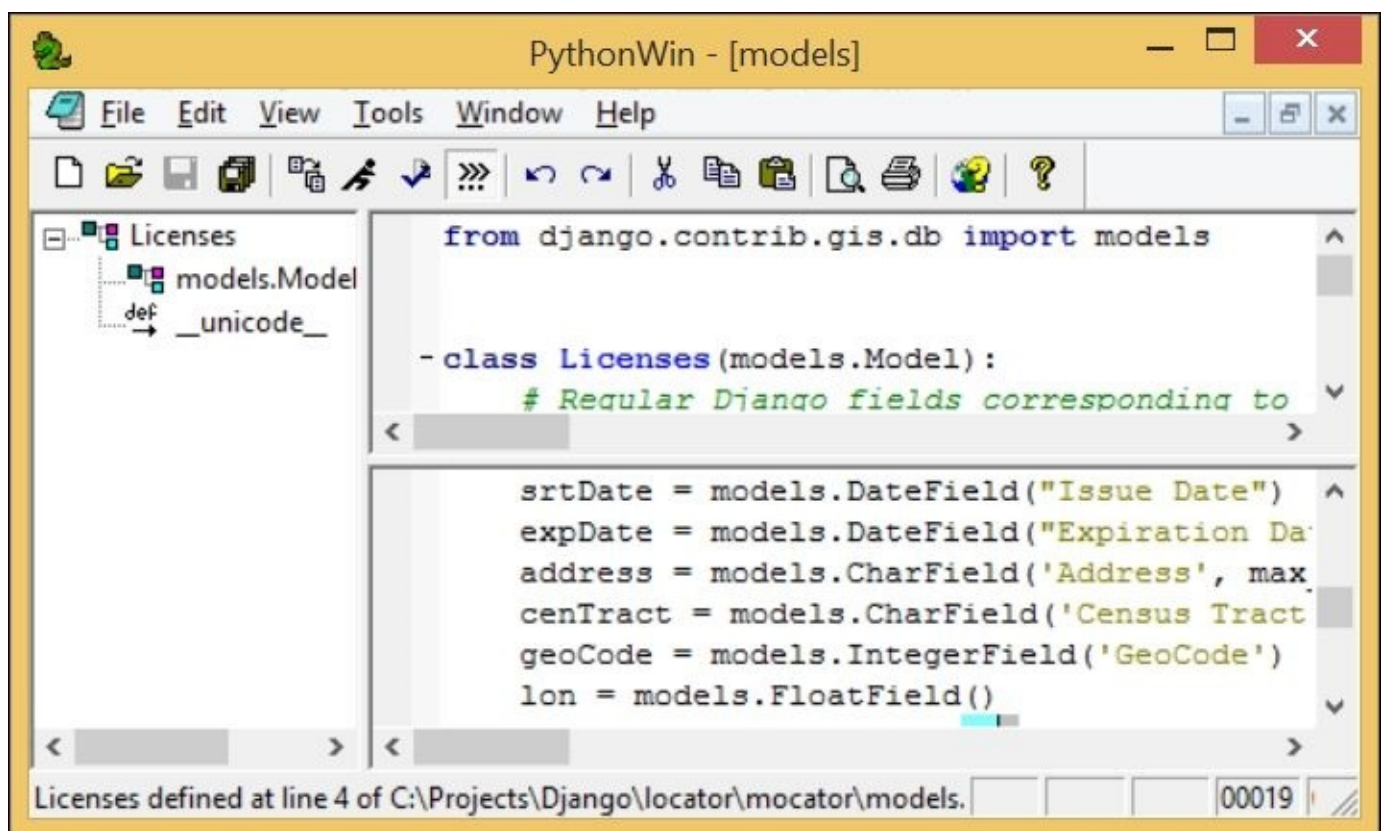 PythonWin - [models]
File Edit View Tools Window Help
Licenses
models.Model
def __unicode__
from django.contrib.gis.db import models
class Licenses(models.Model):
# Regular Django fields corresponding to
srtDate = models.DateField("Issue Date")
expDate = models.DateField("Expiration Da
address = models.CharField('Address', max_
cenTract = models.CharField('Census Tract
geoCode = models.IntegerField('GeoCode')
lon = models.FloatField()
Licenses defined at line 4 of C:\Projects\Django\locator\mocator\models.
00019